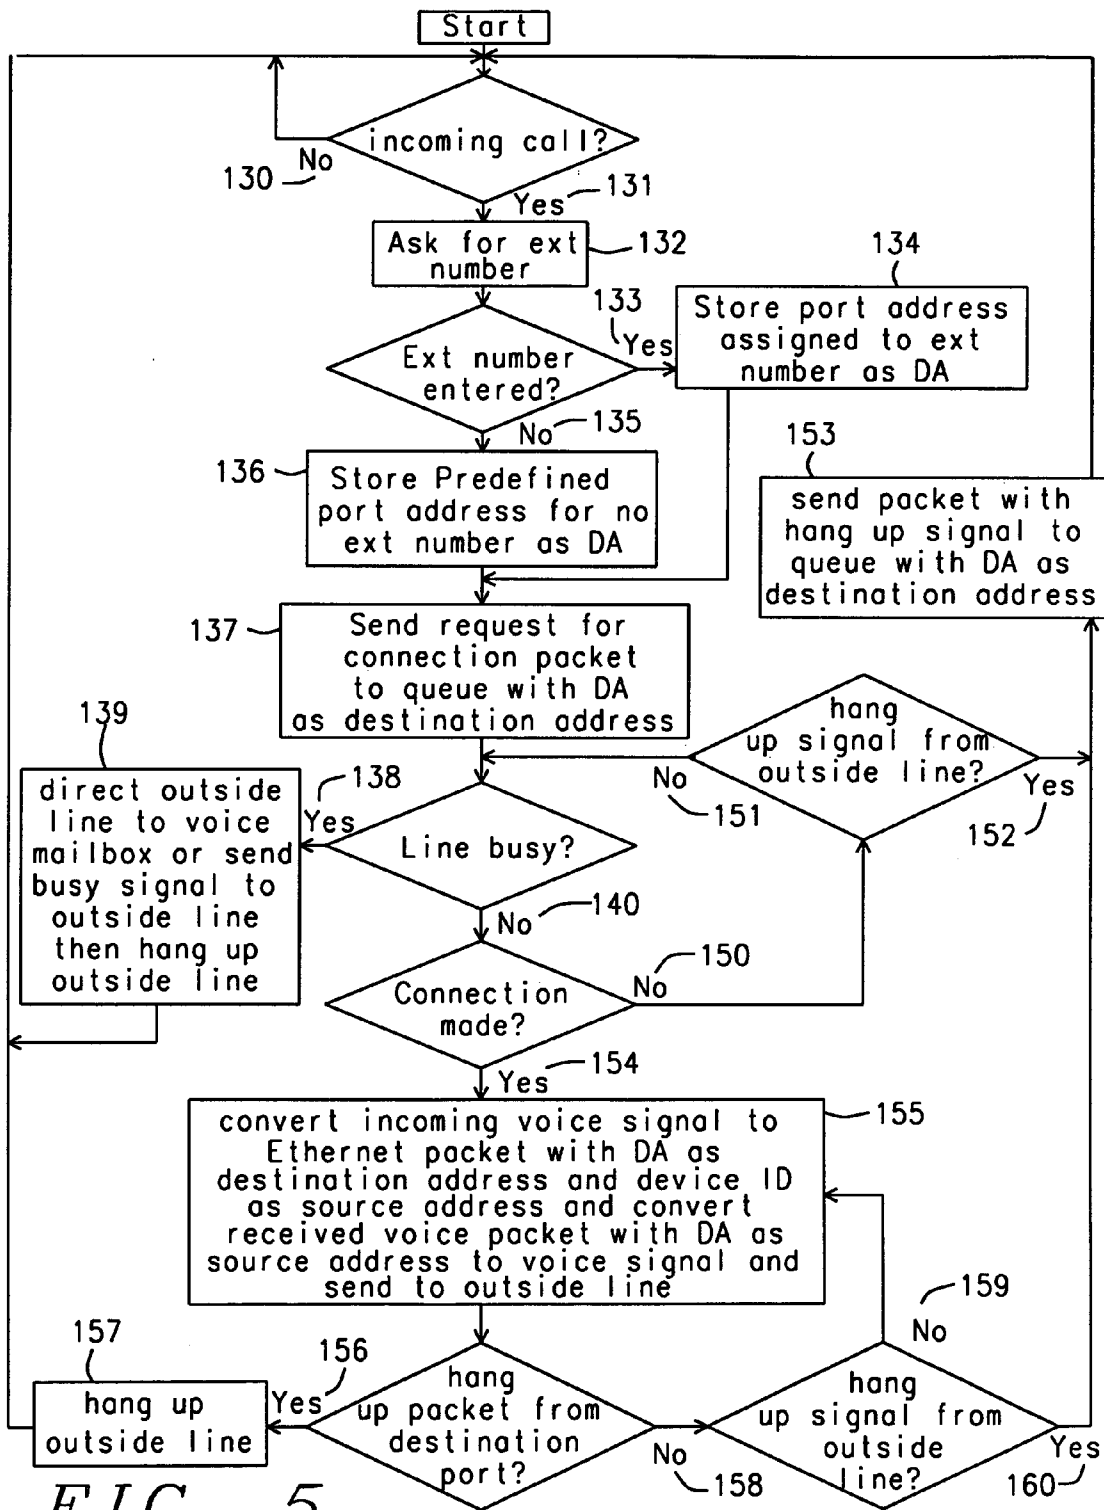 Start
incoming call?
No
130
Yes
131
Ask for ext
number
132
133
Yes
134
Store port address
assigned to ext
number as DA
Ext number
entered?
No
135
136
Store Predefined
port address for no
ext number as DA
153
send packet with
hang up signal to
queue with DA as
destination address
137
Send request for
connection packet
to queue with DA
as destination address
hang
up signal from
outside line?
No
151
Yes
152
139
direct outside
line to voice
mailbox or send
busy signal to
outside line
then hang up
outside line
138
Yes
Line busy?
No
140
Connection
made?
No
150
Yes
154
convert incoming voice signal to
Ethernet packet with DA as
destination address and device ID
as source address and convert
received voice packet with DA as
source address to voice signal and
send to outside line
155
159
No
157
hang up
outside line
156
Yes
hang
up packet from
destination
port?
No
158
hang
up signal from
outside
line?
Yes
160
FIG. 5